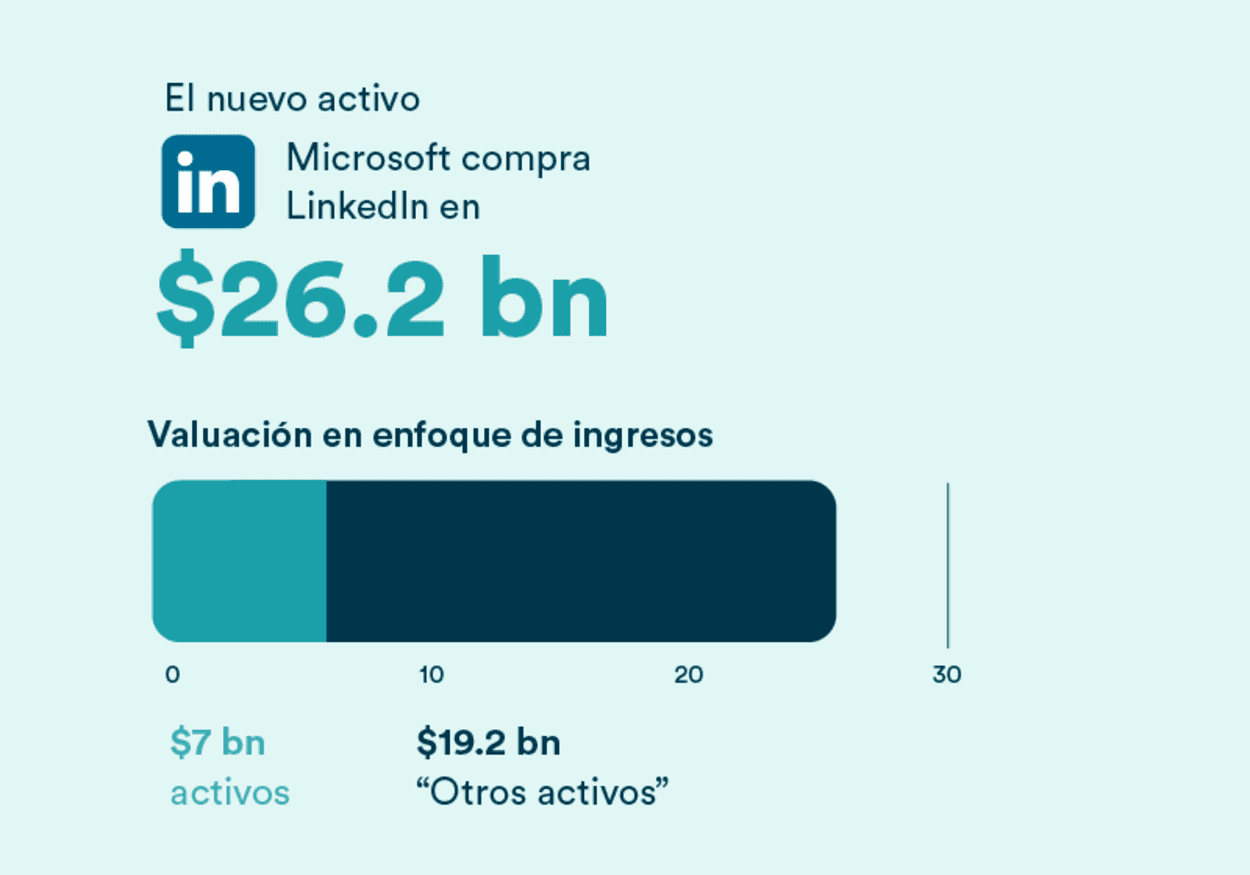 El nuevo activo
in
Microsoft compra
LinkedIn en
$26.2 bn
Valuación en enfoque de ingresos
0 10 20 30
$7 bn $19.2 bn
activos “Otros activos”